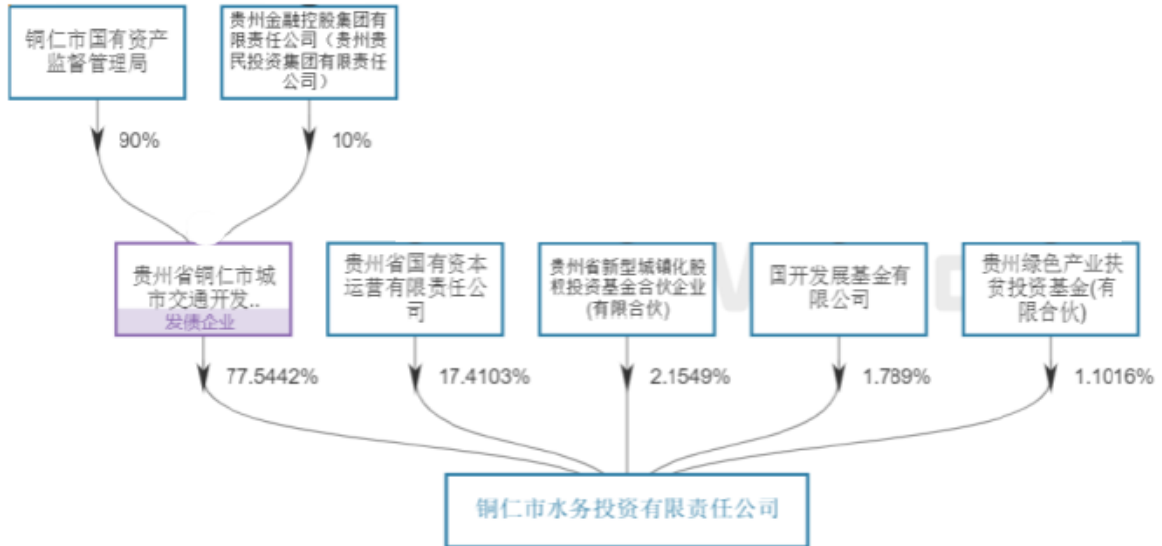 铜仁市国有资产
监督管理局
贵州金融控股集团有
限责任公司（贵州贵
民投资集团有限责任
公司）
90%
10%
贵州省铜仁市城
市交通开发..
发债企业
贵州省国有资本
运营有限责任公
司
贵州省新型城镇化股
权投资基金合伙企业
(有限合伙)
国开发展基金有
限公司
贵州绿色产业扶
贫投资基金(有
限合伙)
77.5442%
17.4103%
2.1549%
1.789%
1.1016%
铜仁市水务投资有限责任公司